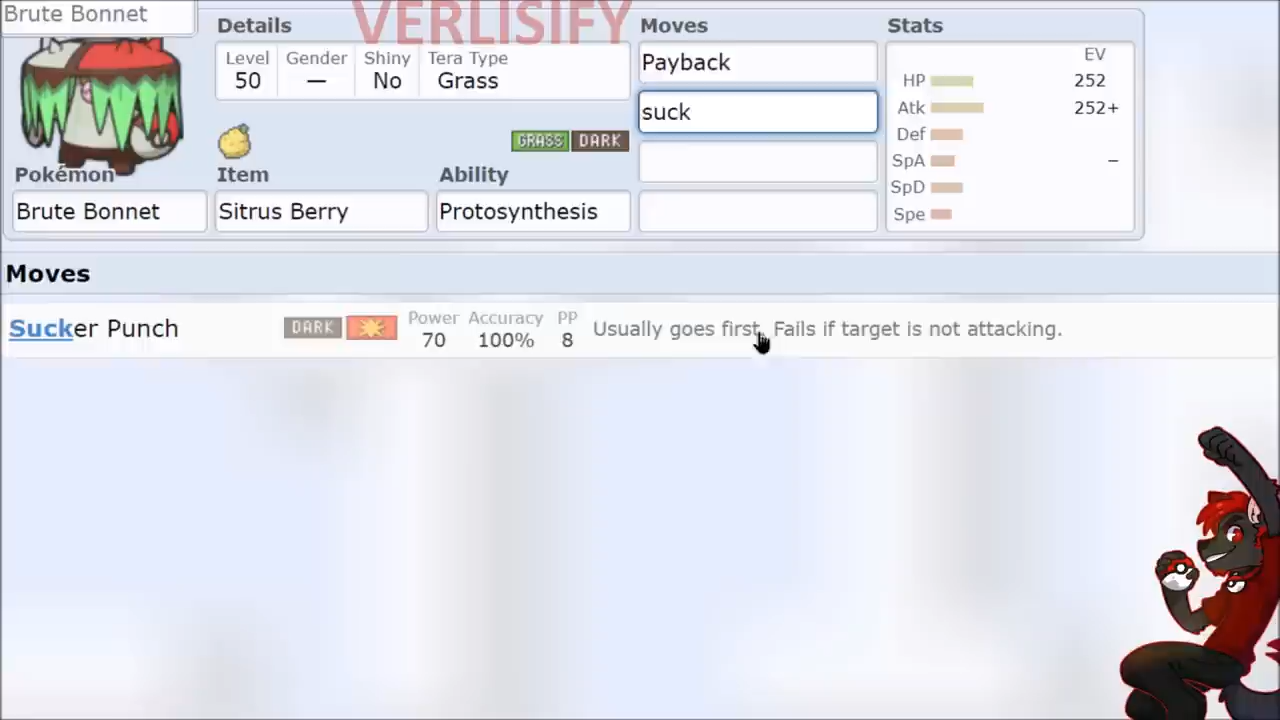 Brute Bonnet
VERLISIFY
Details
Level
50
Gender
—
Shiny
No
Tera Type
Grass
GRASS DARK
Pokémon
Brute Bonnet
Item
Sitrus Berry
Ability
Protosynthesis
Moves
Payback
suck
Stats
EV
HP 252
Atk 252+
Def
SpA −
SpD
Spe
Moves
Sucker Punch
DARK
Power
70
Accuracy
100%
PP
8
Usually goes first. Fails if target is not attacking.